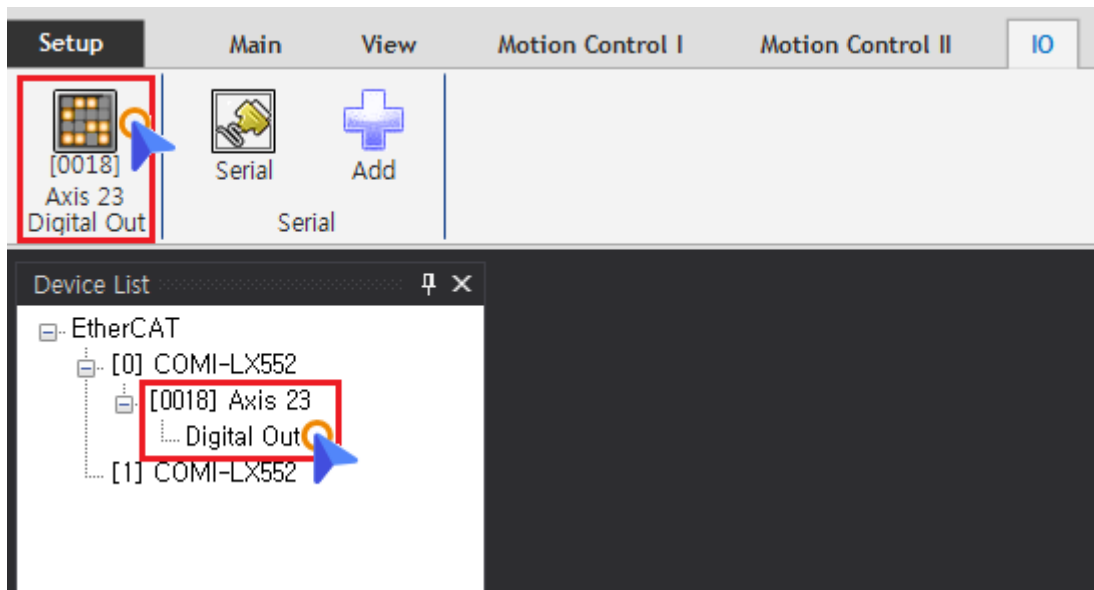 Setup Main View Motion Control I Motion Control II IO
[0018]
Axis 23
Digital Out
Serial Add
Serial
Device List
EtherCAT
[0] COMI-LX552
[0018] Axis 23
Digital Out
[1] COMI-LX552